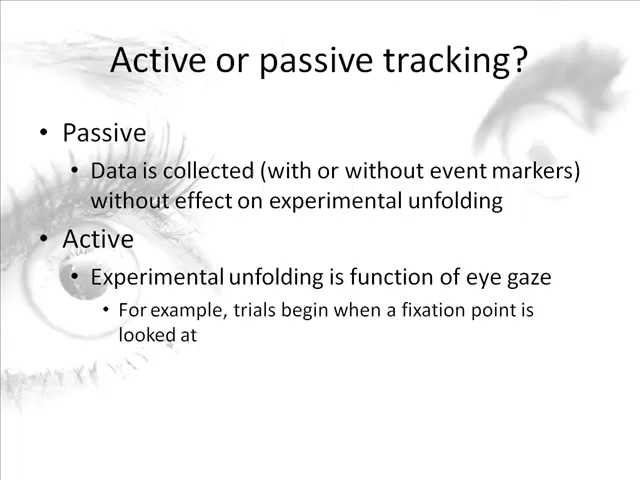 Active or passive tracking?
• Passive
• Data is collected (with or without event markers)
without effect on experimental unfolding
• Active
• Experimental unfolding is function of eye gaze
• For example, trials begin when a fixation point is
looked at